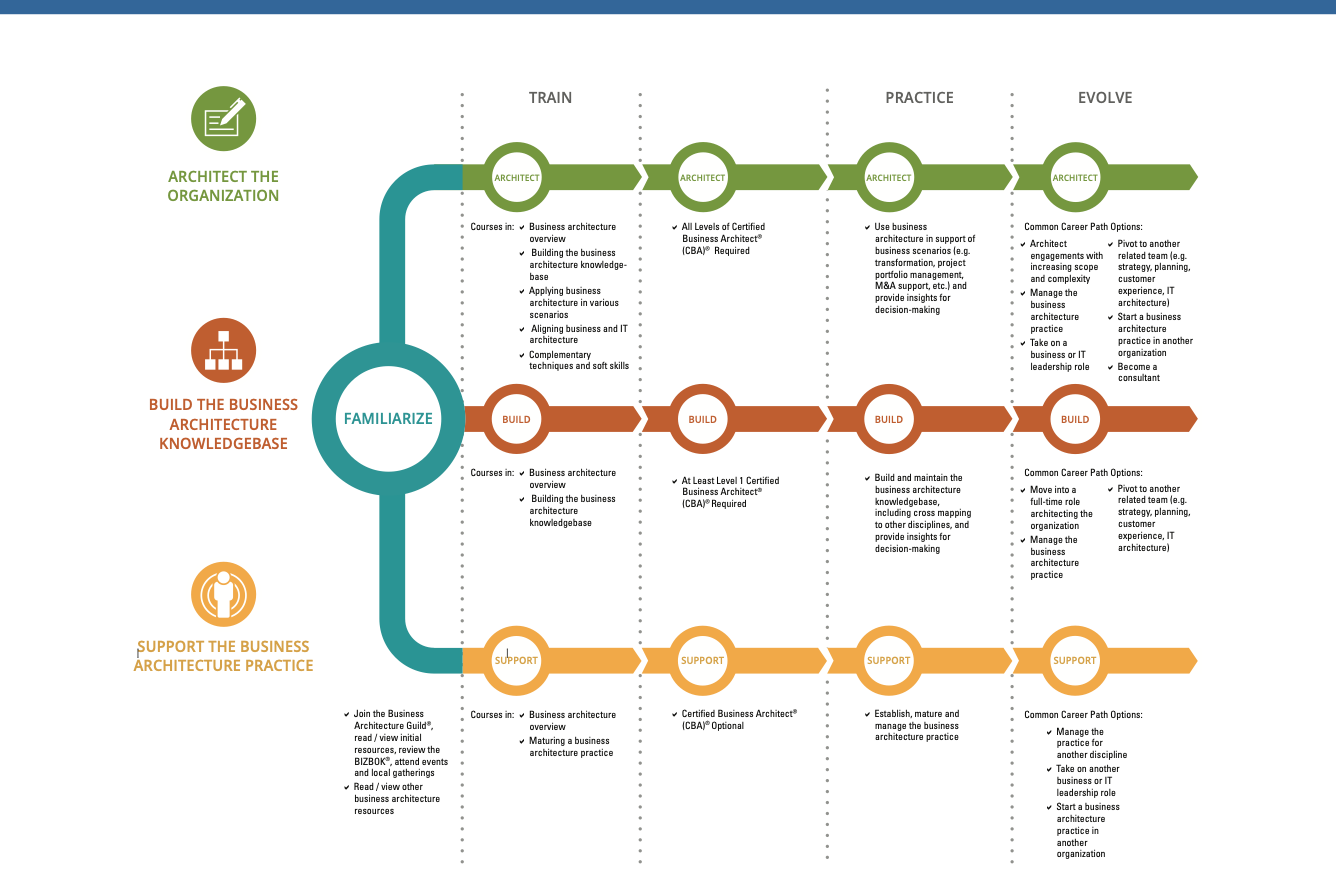 TRAIN
PRACTICE
EVOLVE
ARCHITECT THE
ORGANIZATION
ARCHITECT
ARCHITECT
ARCHITECT
ARCHITECT
Courses in:
Business architecture
overview
Building the business
architecture knowledge-
base
Applying business
architecture in various
scenarios
Aligning business and IT
architecture
Complementary
techniques and soft skills
All Levels of Certified
Business Architect®
(CBA)® Required
Use business
architecture in support of
business scenarios (e.g.
transformation, project
portfolio management,
M&A support, etc.) and
provide insights for
decision-making
Common Career Path Options:
Architect
engagements with
increasing scope
and complexity
Manage the
business
architecture
practice
Take on a
business or IT
leadership role
Pivot to another
related team (e.g.
strategy, planning,
customer
experience, IT
architecture)
Start a business
architecture
practice in another
organization
Become a
consultant
BUILD THE BUSINESS
ARCHITECTURE
KNOWLEDGEBASE
FAMILIARIZE
BUILD
BUILD
BUILD
BUILD
Courses in:
Business architecture
overview
Building the business
architecture
knowledgebase
At Least Level 1 Certified
Business Architect®
(CBA)® Required
Build and maintain the
business architecture
knowledgebase,
including cross mapping
to other disciplines, and
provide insights for
decision-making
Common Career Path Options:
Move into a
full-time role
architecting the
organization
Manage the
business
architecture
practice
Pivot to another
related team (e.g.
strategy, planning,
customer
experience, IT
architecture)
SUPPORT THE BUSINESS
ARCHITECTURE PRACTICE
SUPPORT
SUPPORT
SUPPORT
SUPPORT
Join the Business
Architecture Guild®,
read / view initial
resources, review the
BIZBOK®, attend events
and local gatherings
Read / view other
business architecture
resources
Courses in:
Business architecture
overview
Maturing a business
architecture practice
Certified Business Architect®
(CBA)® Optional
Establish, mature and
manage the business
architecture practice
Common Career Path Options:
Manage the
practice for
another discipline
Take on another
business or IT
leadership role
Start a business
architecture
practice in
another
organization